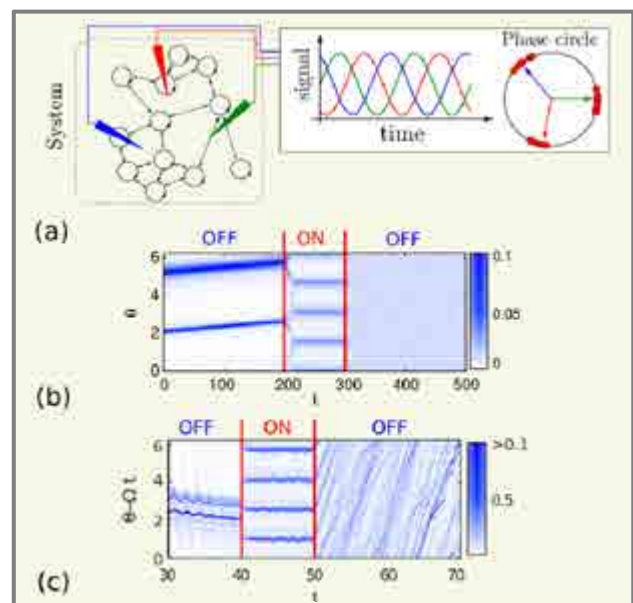 Phase circle
System
signal
time
(a)
OFF ON OFF
6
4
2
0
θ
0.1
0.05
0
0 100 200 300 400 500
t
(b)
OFF ON OFF
6
4
2
0
θ-Ω t
>0.1
0.5
30 40 50 60 70
t
(c)